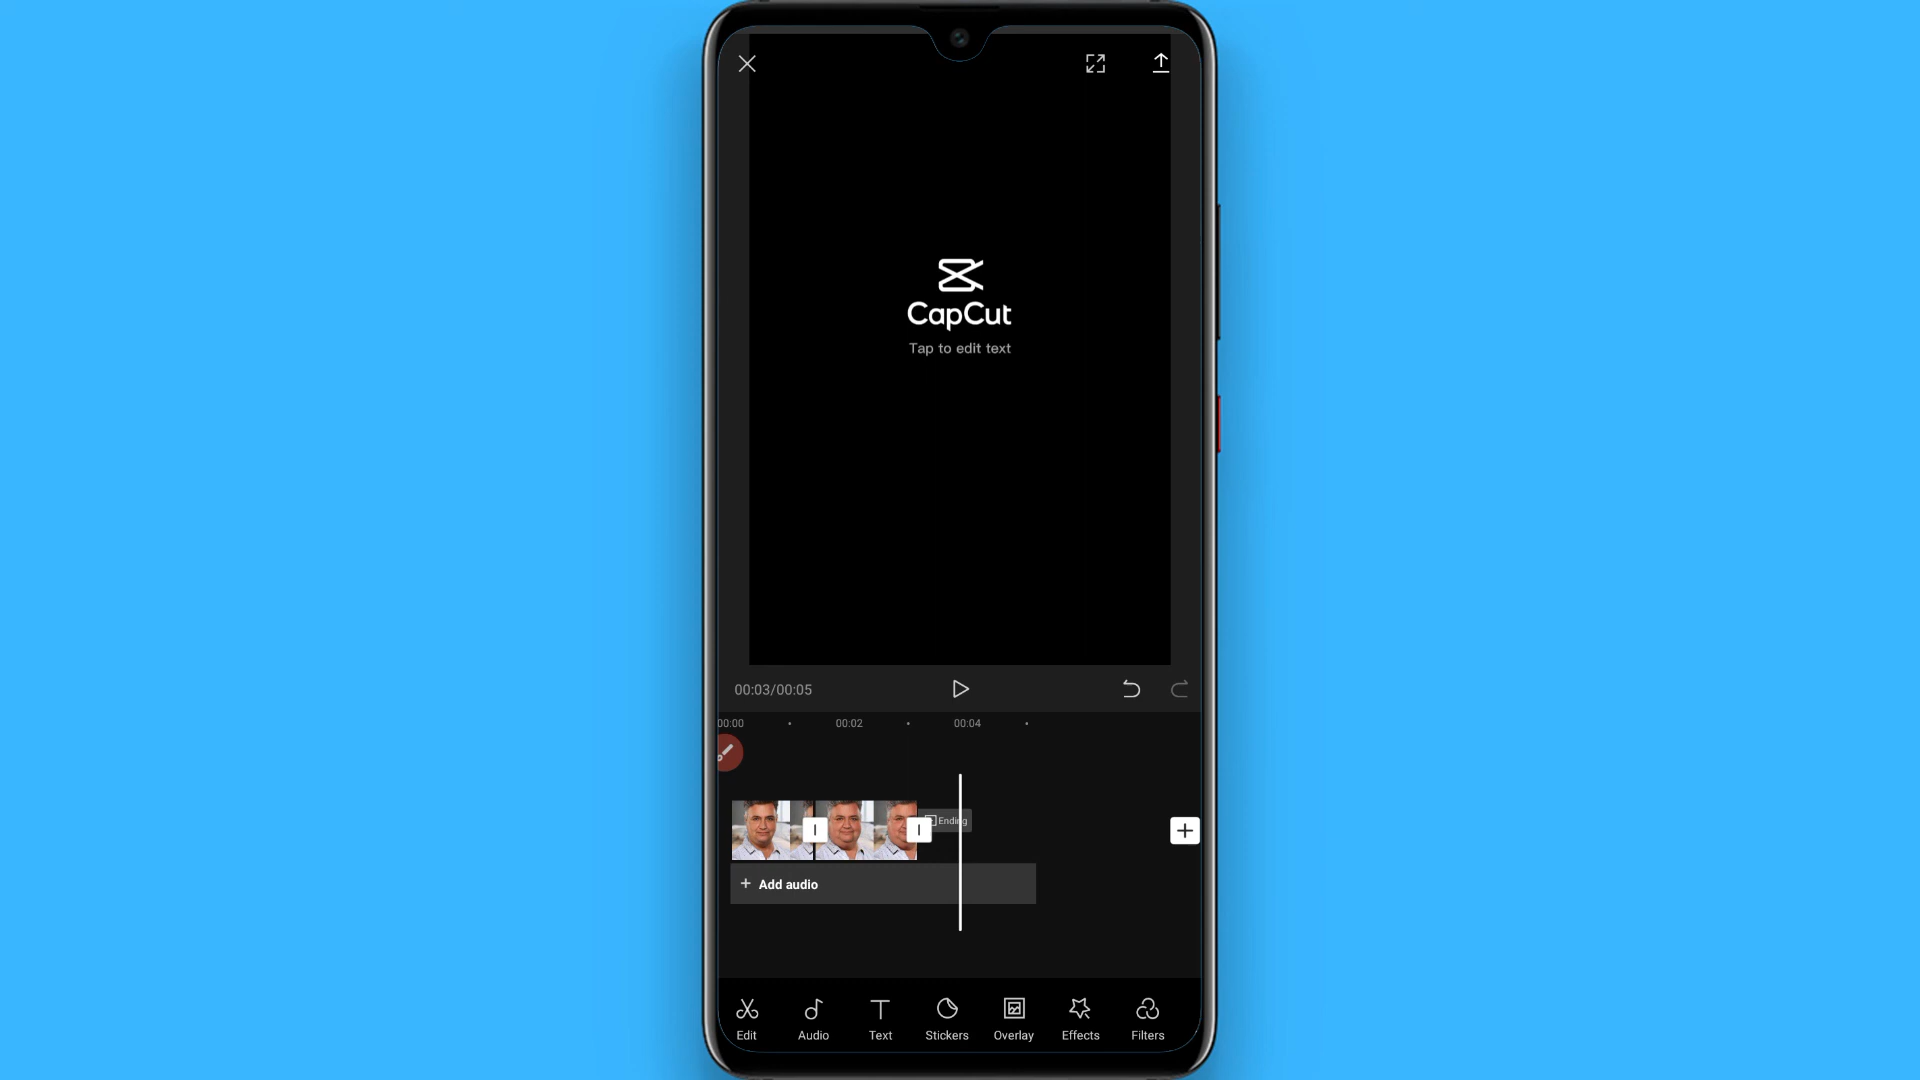 CapCut
Tap to edit text
00:03/00:05
00:00 00:02 00:04
Ending
+ Add audio
Edit Audio Text Stickers Overlay Effects Filters